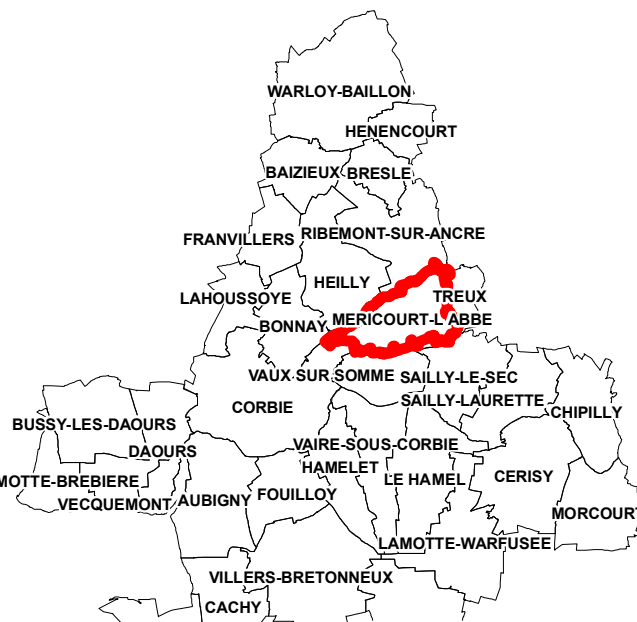 WARLOY-BAILLON
HENENCOURT
BAIZIEUX
BRESLE
FRANVILLERS
RIBEMONT-SUR-ANCRE
HEILLY
LAHOUSSOYE
TREUX
BONNAY
MERICOURT-L'ABBE
VAUX SUR SOMME
SAILLY-LE-SEC
CORBIE
SAILLY-LAURETTE
CHIPILLY
BUSSY-LES-DAOURS
DAOURS
VAIRE-SOUS-CORBIE
HAMELET
LE HAMEL
CERISY
MOTTE-BREBIERE
VECQUEMONT
AUBIGNY
FOUILLOY
MORCOURT
LAMOTTE-WARFUSEE
VILLERS-BRETONNEUX
CACHY